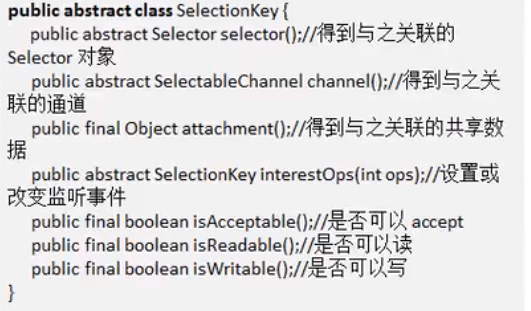 public abstract class SelectionKey {
public abstract Selector selector();//得到与之关联的
Selector 对象
public abstract SelectableChannel channel();//得到与之关
联的通道
public final Object attachment();//得到与之关联的共享数
据
public abstract SelectionKey interestOps(int ops);//设置或
改变监听事件
public final boolean isAcceptable();//是否可以 accept
public final boolean isReadable();//是否可以读
public final boolean isWritable();//是否可以写
}